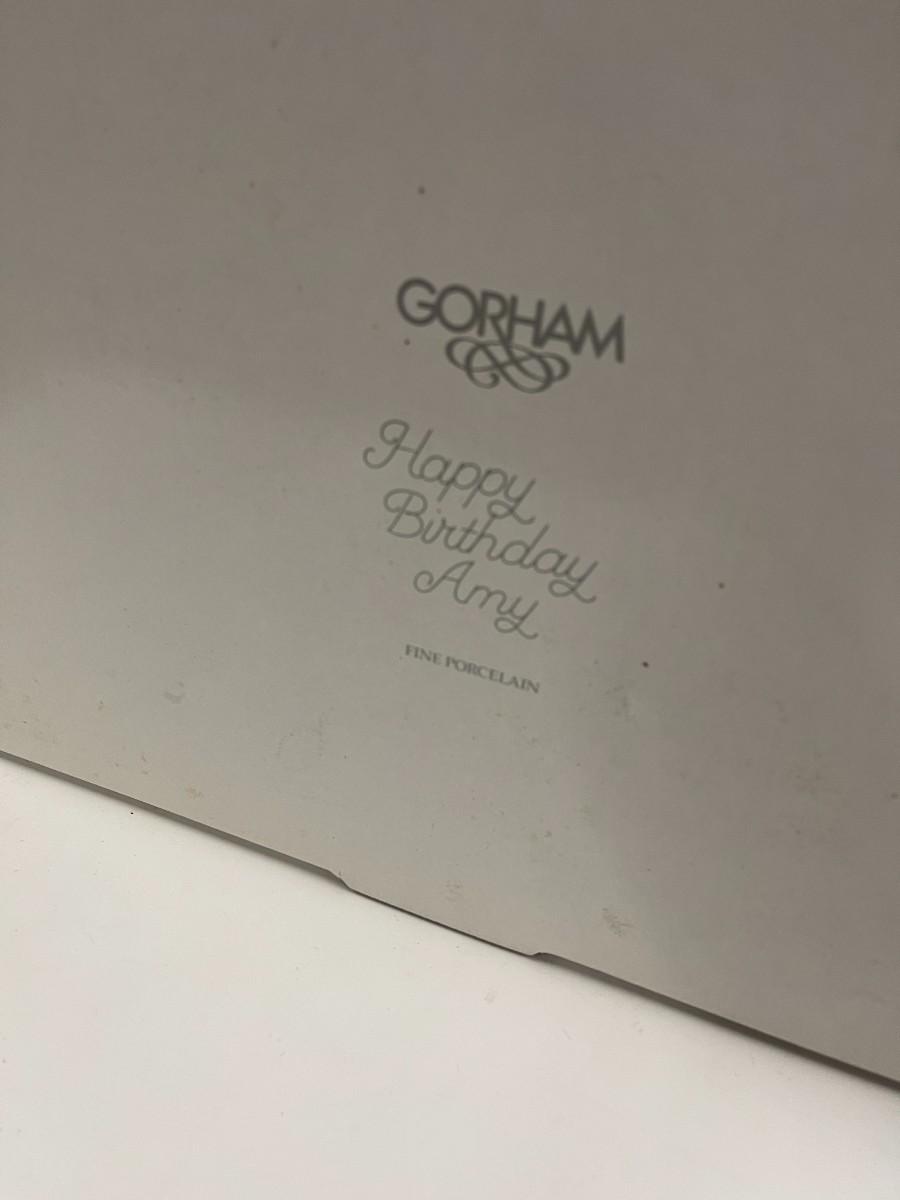 GORHAM
Happy
Birthday
Amy
FINE PORCELAIN